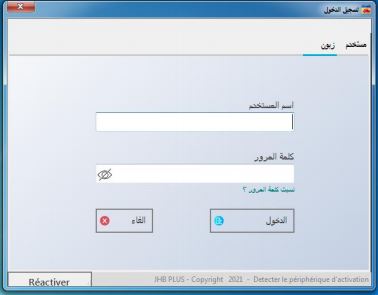 تسجيل الدخول
مستخدم
زبون
اسم المستخدم
كلمة المرور
نسيت كلمة المرور ؟
الدخول
الغاء
Réactiver
JHB PLUS - Copyright 2021 - Detecter le périphérique d'activation